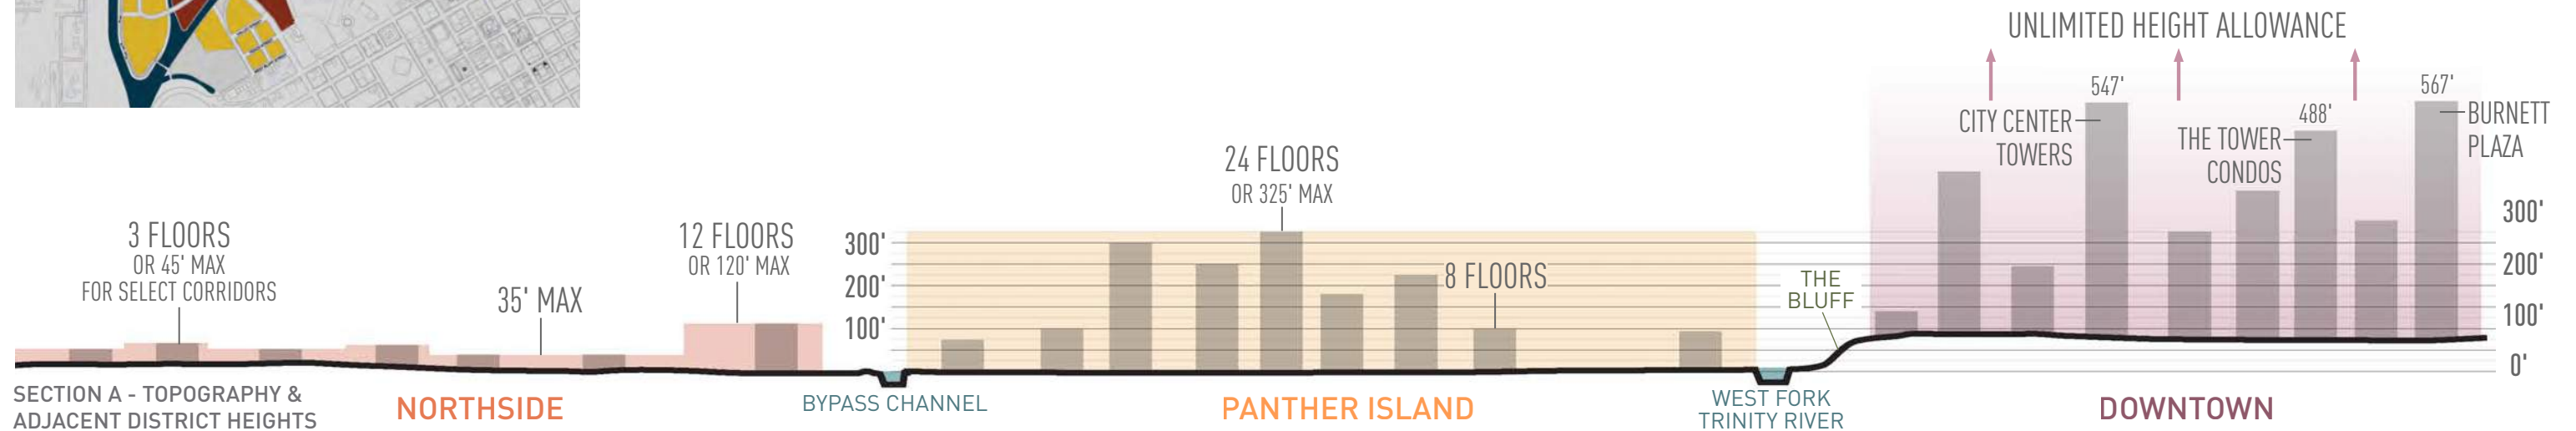 UNLIMITED HEIGHT ALLOWANCE
3 FLOORS
OR 45' MAX
FOR SELECT CORRIDORS
35' MAX
12 FLOORS
OR 120' MAX
300'
200'
100'
24 FLOORS
OR 325' MAX
8 FLOORS
THE
BLUFF
CITY CENTER
TOWERS
547'
THE TOWER
CONDOS
488'
567'
BURNETT
PLAZA
300'
200'
100'
0'
SECTION A - TOPOGRAPHY &
ADJACENT DISTRICT HEIGHTS
NORTHSIDE
BYPASS CHANNEL
PANTHER ISLAND
WEST FORK
TRINITY RIVER
DOWNTOWN